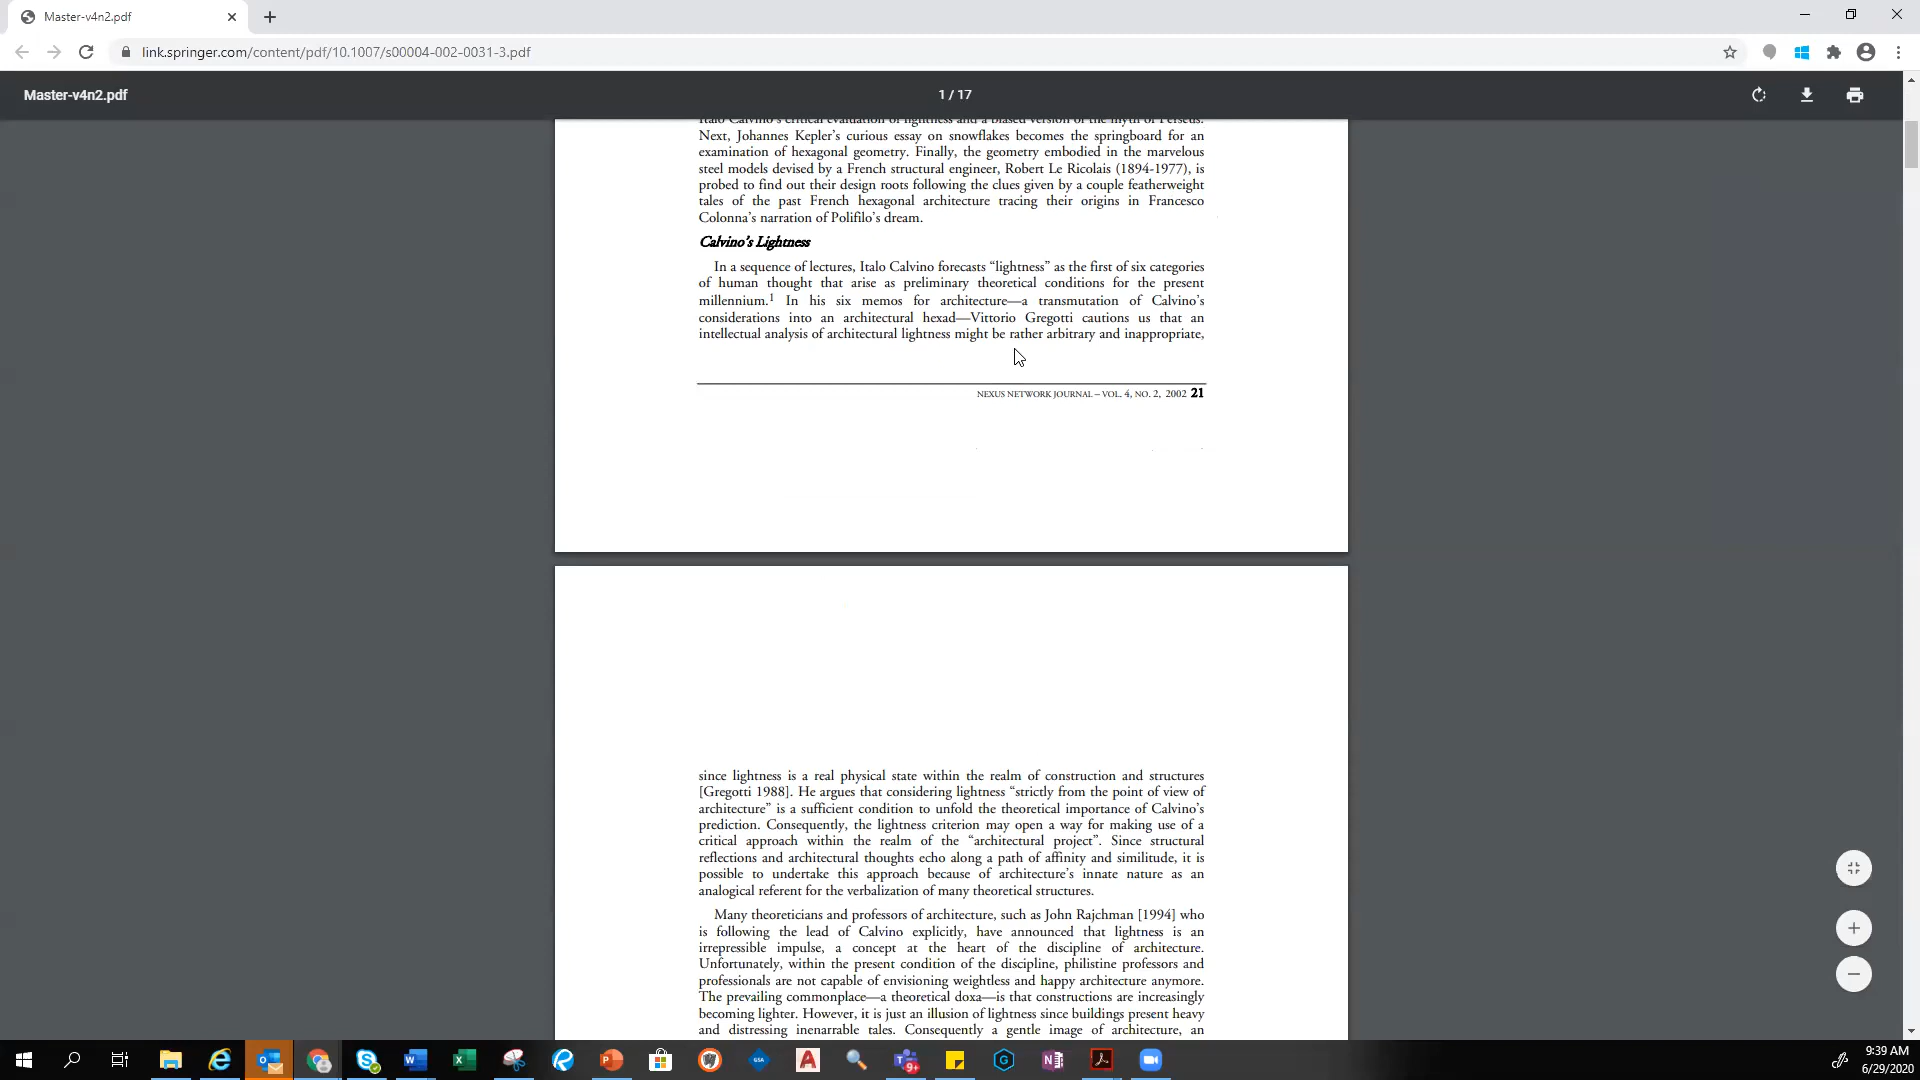 Master-v4n2.pdf
link.springer.com/content/pdf/10.1007/s00004-002-0031-3.pdf
Master-v4n2.pdf
1 / 17
Italo Calvino's critical evaluation of lightness and a biased version of the myth of Perseus.
Next, Johannes Kepler's curious essay on snowflakes becomes the springboard for an
examination of hexagonal geometry. Finally, the geometry embodied in the marvelous
steel models devised by a French structural engineer, Robert Le Ricolais (1894-1977), is
probed to find out their design roots following the clues given by a couple featherweight
tales of the past French hexagonal architecture tracing their origins in Francesco
Colonna's narration of Polifilo's dream.
Calvino's Lightness
In a sequence of lectures, Italo Calvino forecasts “lightness” as the first of six categories
of human thought that arise as preliminary theoretical conditions for the present
millennium.1 In his six memos for architecture—a transmutation of Calvino's
considerations into an architectural hexad—Vittorio Gregotti cautions us that an
intellectual analysis of architectural lightness might be rather arbitrary and inappropriate,
NEXUS NETWORK JOURNAL – VOL. 4, NO. 2, 2002 21
since lightness is a real physical state within the realm of construction and structures
[Gregotti 1988]. He argues that considering lightness “strictly from the point of view of
architecture” is a sufficient condition to unfold the theoretical importance of Calvino's
prediction. Consequently, the lightness criterion may open a way for making use of a
critical approach within the realm of the “architectural project”. Since structural
reflections and architectural thoughts echo along a path of affinity and similitude, it is
possible to undertake this approach because of architecture's innate nature as an
analogical referent for the verbalization of many theoretical structures.
Many theoreticians and professors of architecture, such as John Rajchman [1994] who
is following the lead of Calvino explicitly, have announced that lightness is an
irrepressible impulse, a concept at the heart of the discipline of architecture.
Unfortunately, within the present condition of the discipline, philistine professors and
professionals are not capable of envisioning weightless and happy architecture anymore.
The prevailing commonplace—a theoretical doxa—is that constructions are increasingly
becoming lighter. However, it is just an illusion of lightness since buildings present heavy
and distressing inenarrable tales. Consequently a gentle image of architecture, an
9:39 AM
6/29/2020